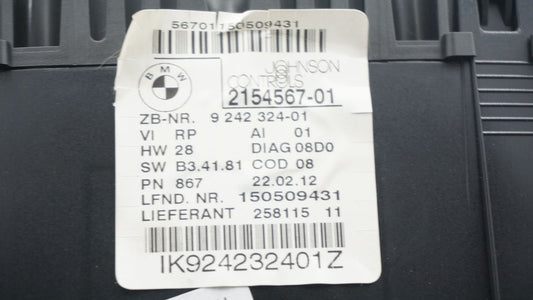 56701150509431
BMW
JOHNSON
CONTROLS
2154567-01
ZB-NR. 9 242 324-01
VI RP AI 01
HW 28 DIAG 08D0
SW B3.41.81 COD 08
PN 867 22.02.12
LFND. NR. 150509431
LIEFERANT 258115 11
IK924232401Z